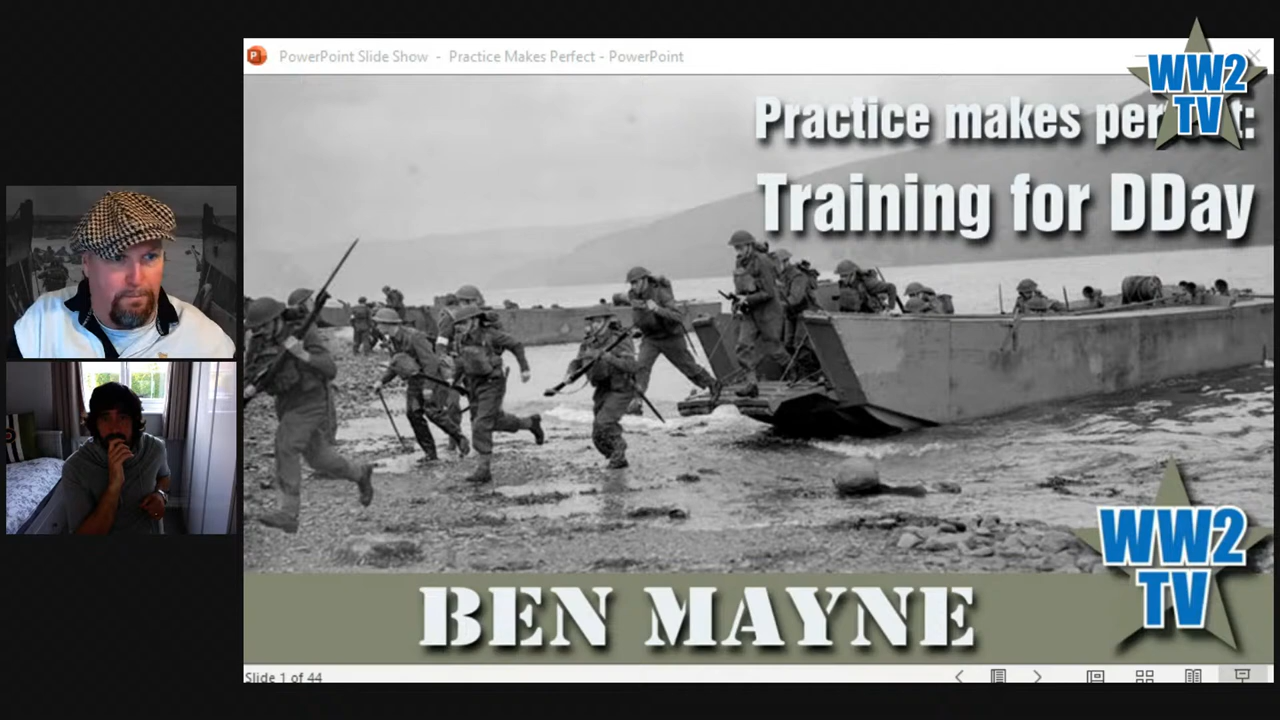 PowerPoint Slide Show - Practice Makes Perfect - PowerPoint
WW2
TV
Practice makes per t:
Training for DDay
WW2
TV
BEN MAYNE
Slide 1 of 44